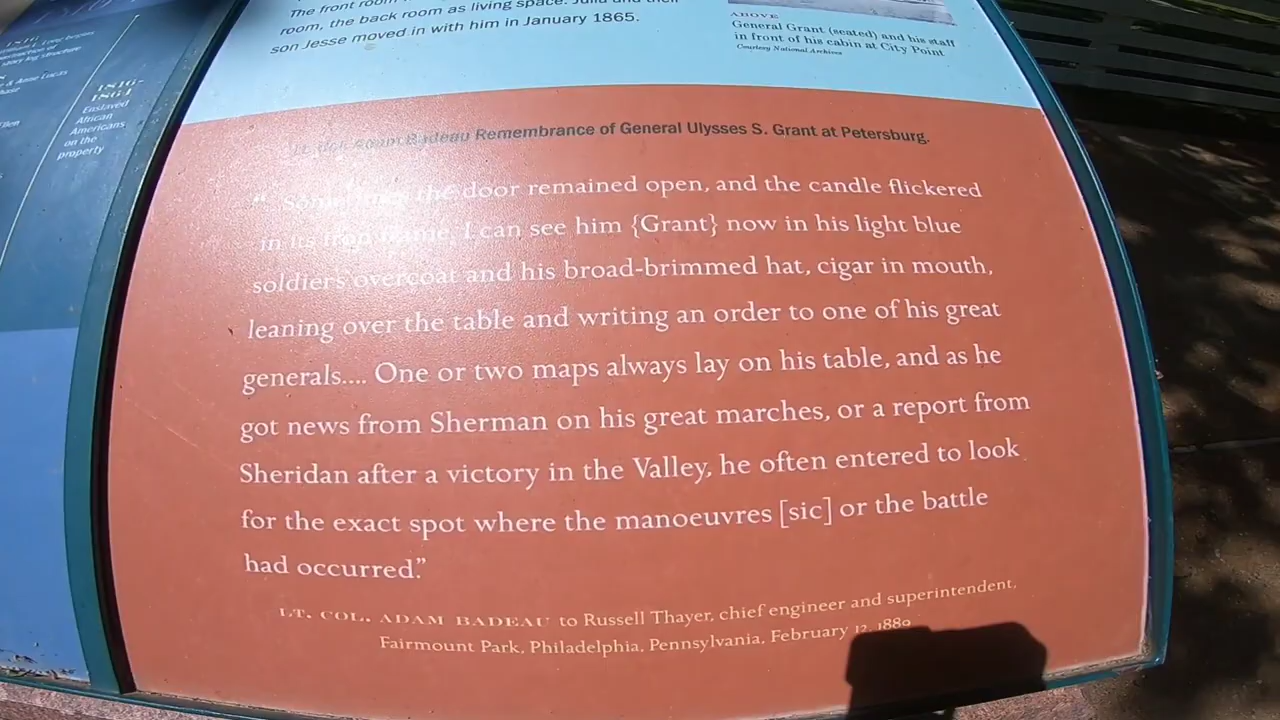 1816-
1864
Enslaved
African
Americans
on the
property
The front room
room, the back room as living space. Julia and their
son Jesse moved in with him in January 1865.
ABOVE
General Grant (seated) and his staff
in front of his cabin at City Point
Courtesy National Archives
Lt. Col. Adam Badeau Remembrance of General Ulysses S. Grant at Petersburg.
“ Sometimes the door remained open, and the candle flickered
in its iron frame. I can see him {Grant} now in his light blue
soldiers overcoat and his broad-brimmed hat, cigar in mouth,
leaning over the table and writing an order to one of his great
generals.... One or two maps always lay on his table, and as he
got news from Sherman on his great marches, or a report from
Sheridan after a victory in the Valley, he often entered to look
for the exact spot where the manoeuvres [sic] or the battle
had occurred.”
LT. COL. ADAM BADEAU to Russell Thayer, chief engineer and superintendent,
Fairmount Park, Philadelphia, Pennsylvania, February 12, 1889